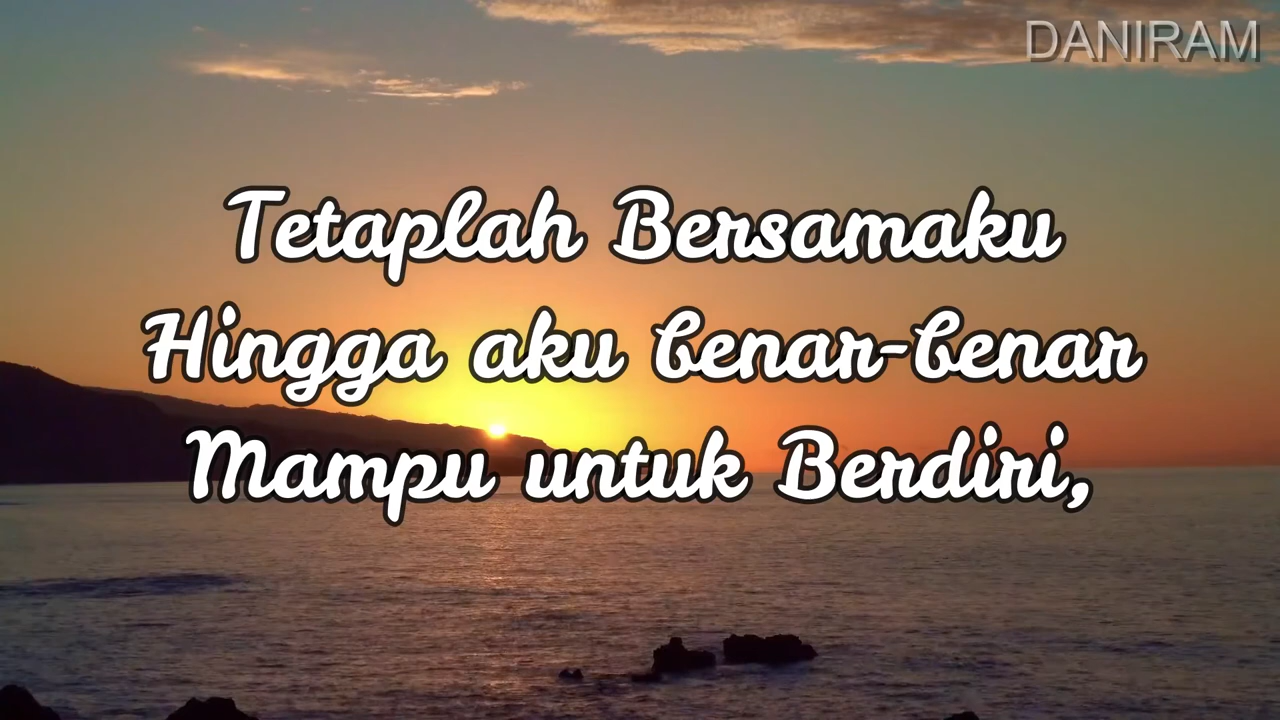 DANIRAM
Tetaplah Bersamaku
Hingga aku benar-benar
Mampu untuk Berdiri,